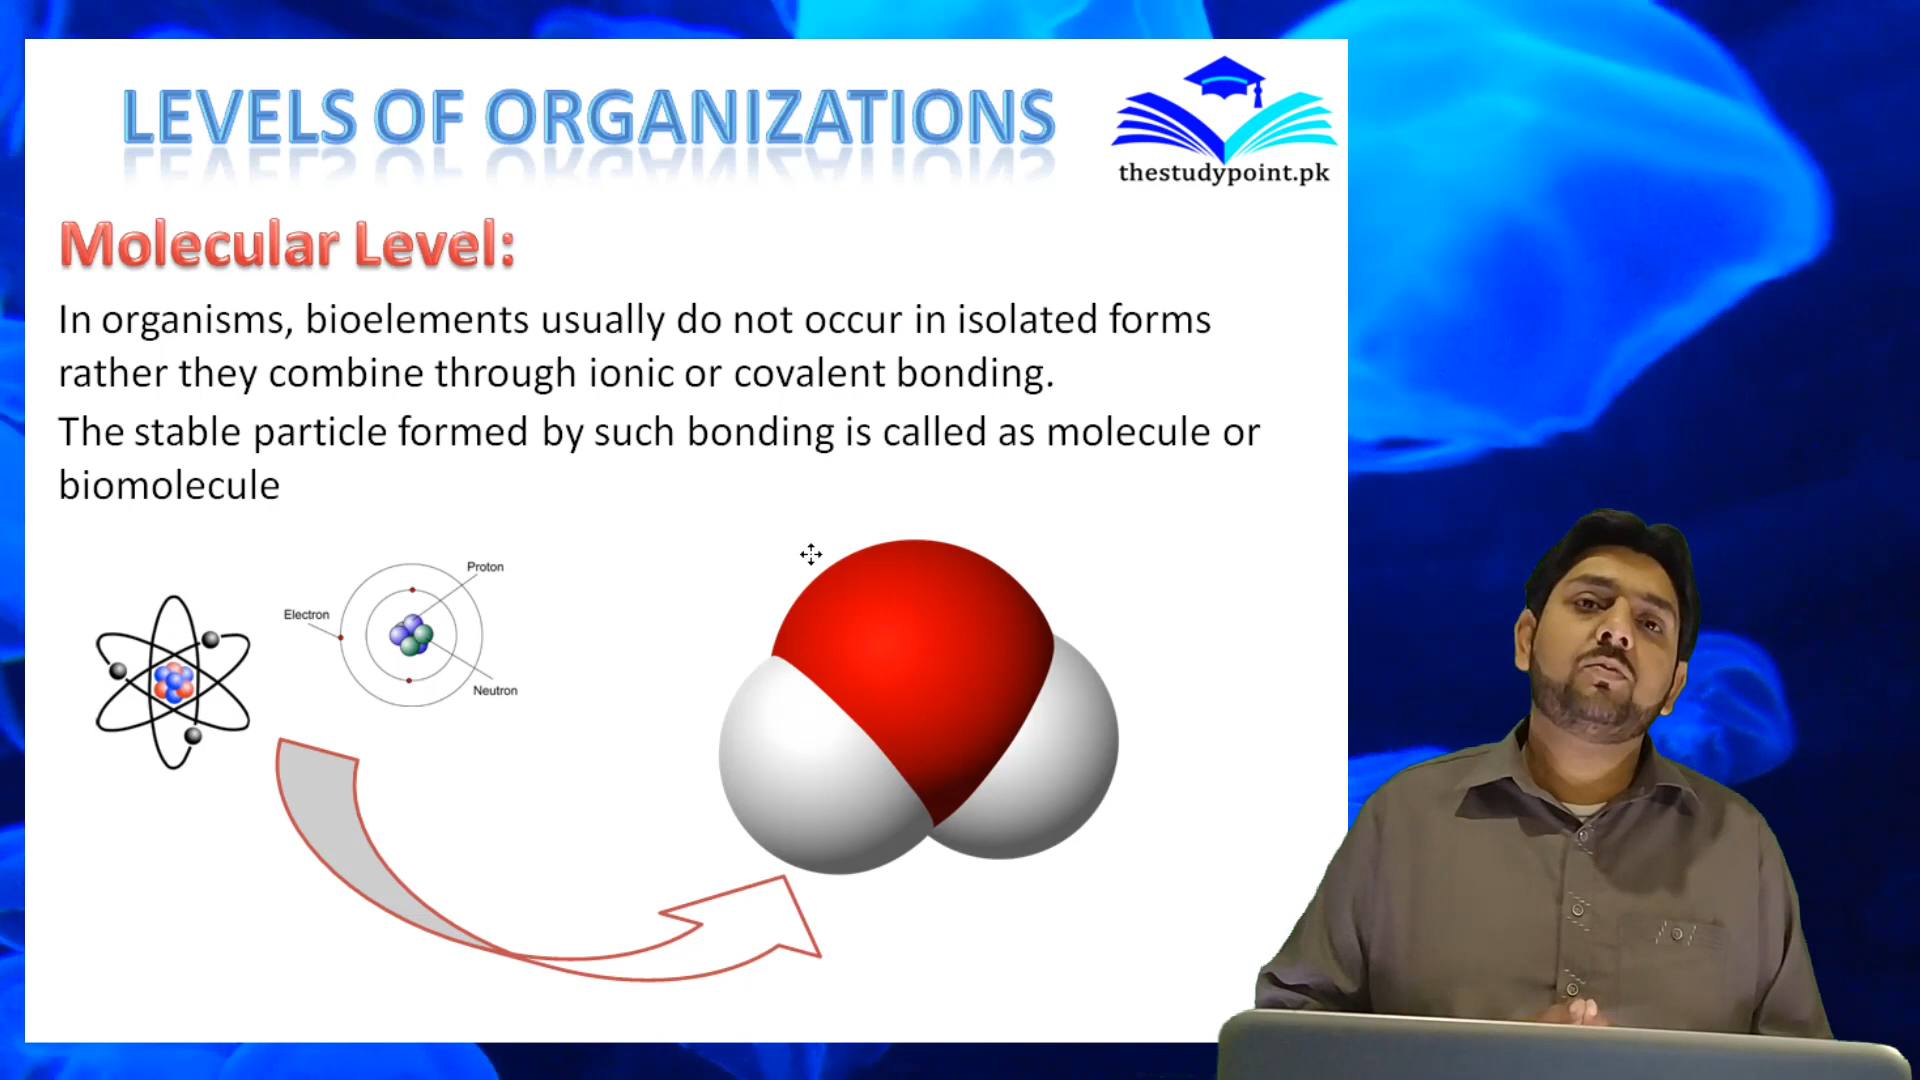 LEVELS OF ORGANIZATIONS
thestudypoint.pk
Molecular Level:
In organisms, bioelements usually do not occur in isolated forms
rather they combine through ionic or covalent bonding.
The stable particle formed by such bonding is called as molecule or
biomolecule
Proton
Electron
Neutron